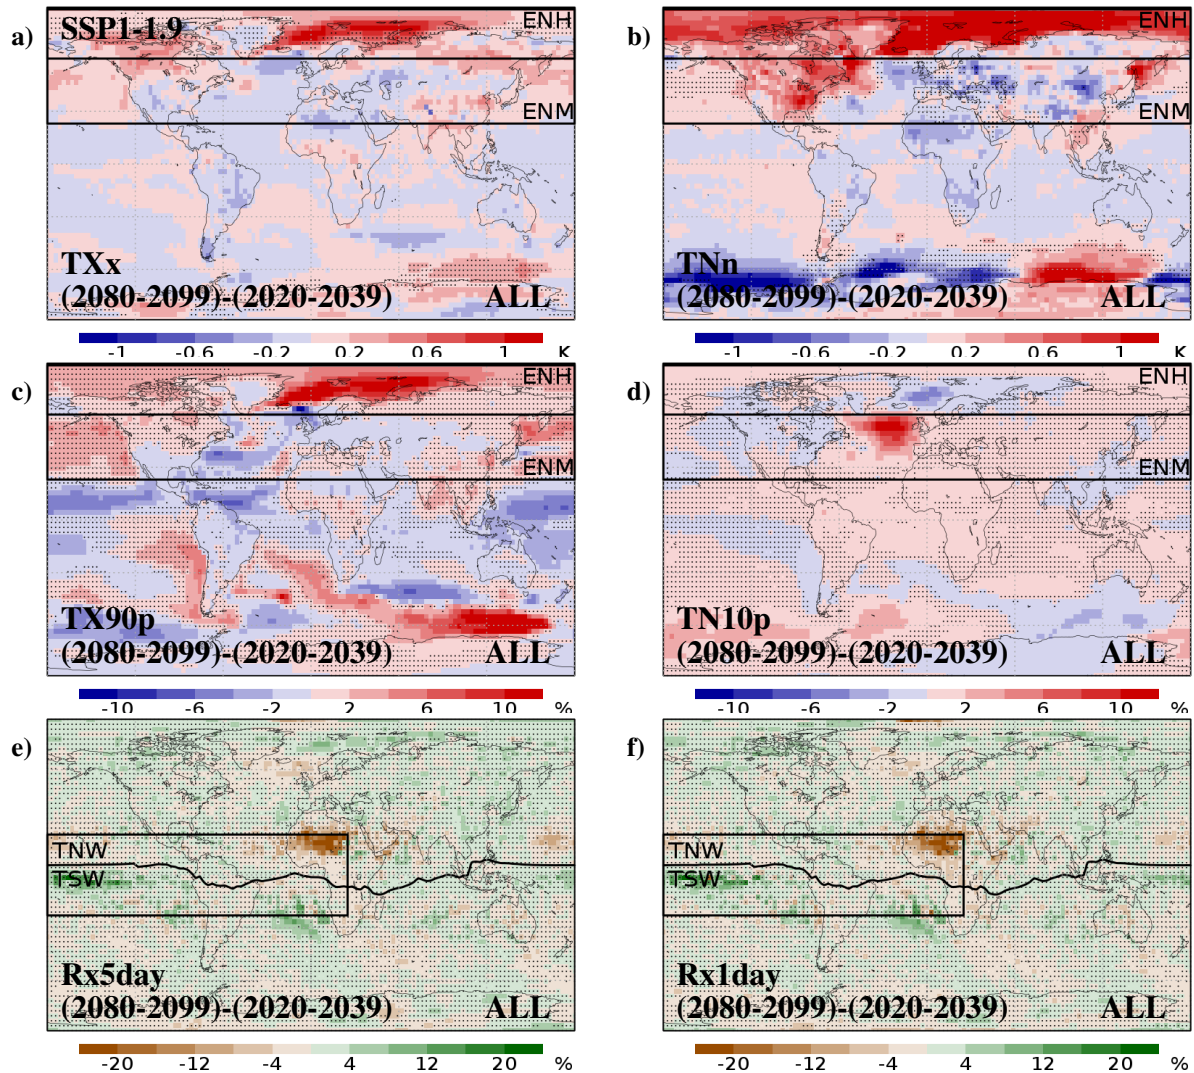 a)
SSP1-1.9
ENH
ENM
TXx
(2080-2099)-(2020-2039)
ALL
-1 -0.6 -0.2 0.2 0.6 1 K
b)
ENH
ENM
TNn
(2080-2099)-(2020-2039)
ALL
-1 -0.6 -0.2 0.2 0.6 1 K
c)
ENH
ENM
TX90p
(2080-2099)-(2020-2039)
ALL
-10 -6 -2 2 6 10 %
d)
ENH
ENM
TN10p
(2080-2099)-(2020-2039)
ALL
-10 -6 -2 2 6 10 %
e)
TNW
TSW
Rx5day
(2080-2099)-(2020-2039)
ALL
-20 -12 -4 4 12 20 %
f)
TNW
TSW
Rx1day
(2080-2099)-(2020-2039)
ALL
-20 -12 -4 4 12 20 %